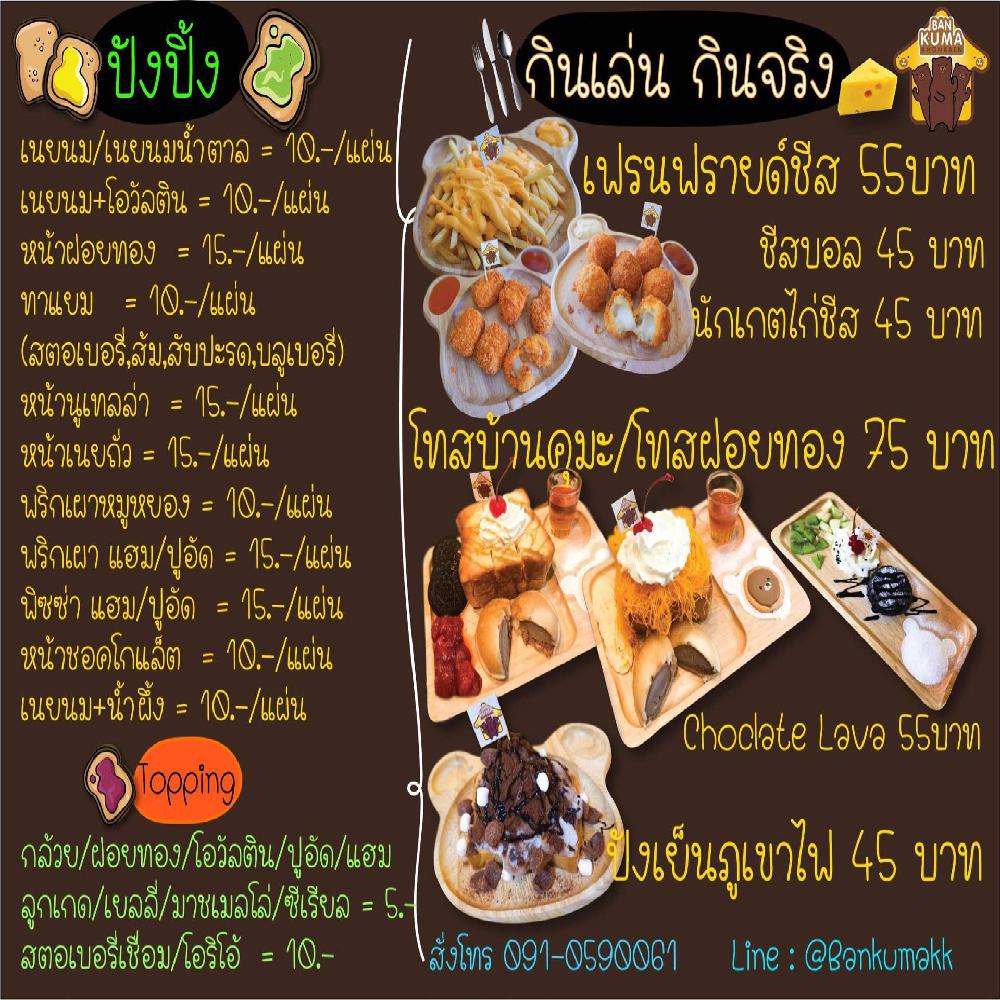 ปังปิ้ง
เนยนม/เนยนมน้ำตาล = 10.-/แผ่น
เนยนม+โอวัลติน = 10.-/แผ่น
หน้าฝอยทอง = 15.-/แผ่น
ทาแยม = 10.-/แผ่น
(สตอเบอรี่,ส้ม,สับปะรด,บลูเบอรี่)
หน้านูเทลล่า = 15.-/แผ่น
หน้าเนยถั่ว = 15.-/แผ่น
พริกเผาหมูหยอง = 10.-/แผ่น
พริกเผา แฮม/ปูอัด = 15.-/แผ่น
พิซซ่า แฮม/ปูอัด = 15.-/แผ่น
หน้าชอคโกแล็ต = 10.-/แผ่น
เนยนม+น้ำผึ้ง = 10.-/แผ่น
Topping
กล้วย/ฝอยทอง/โอวัลติน/ปูอัด/แฮม
ลูกเกด/เยลลี่/มาชเมลโล่/ซีเรียล = 5.-
สตอเบอรี่เชื่อม/โอริโอ้ = 10.-
กินเล่น กินจริง
BAN
KUMA
KHONKAEN
เฟรนฟรายด์ชีส 55บาท
ชีสบอล 45 บาท
นักเกตไก่ชีส 45 บาท
โทสบ้านคุมะ/โทสฝอยทอง 75 บาท
Choclate Lava 55บาท
ปังเย็นภูเขาไฟ 45 บาท
สั่งโทร 091-0590061 Line : @Bankumakk